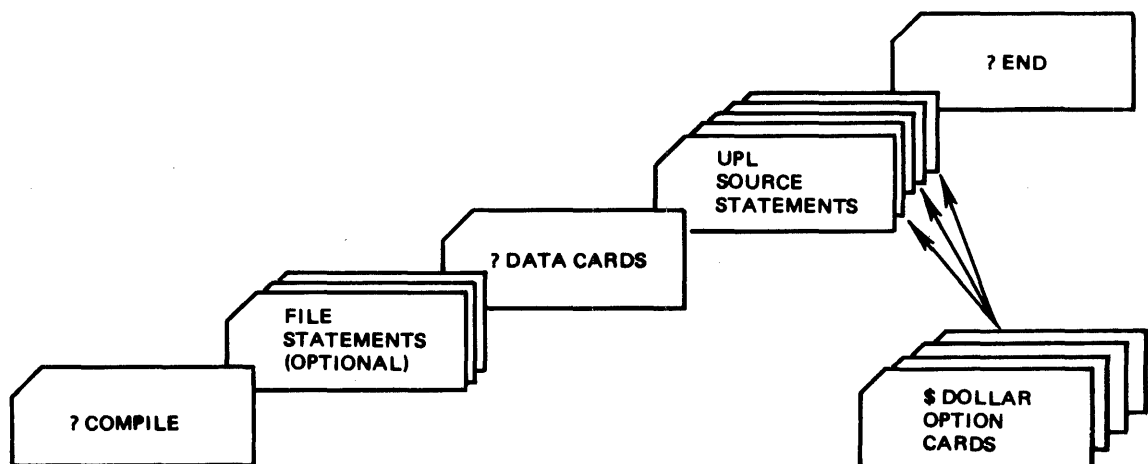 ? END
UPL
SOURCE
STATEMENTS
? DATA CARDS
FILE
STATEMENTS
(OPTIONAL)
? COMPILE
$ DOLLAR
OPTION
CARDS